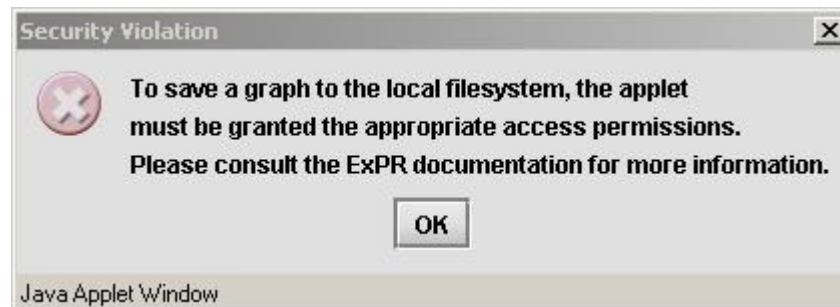 Security Violation
To save a graph to the local filesystem, the applet
must be granted the appropriate access permissions.
Please consult the ExPR documentation for more information.
OK
Java Applet Window